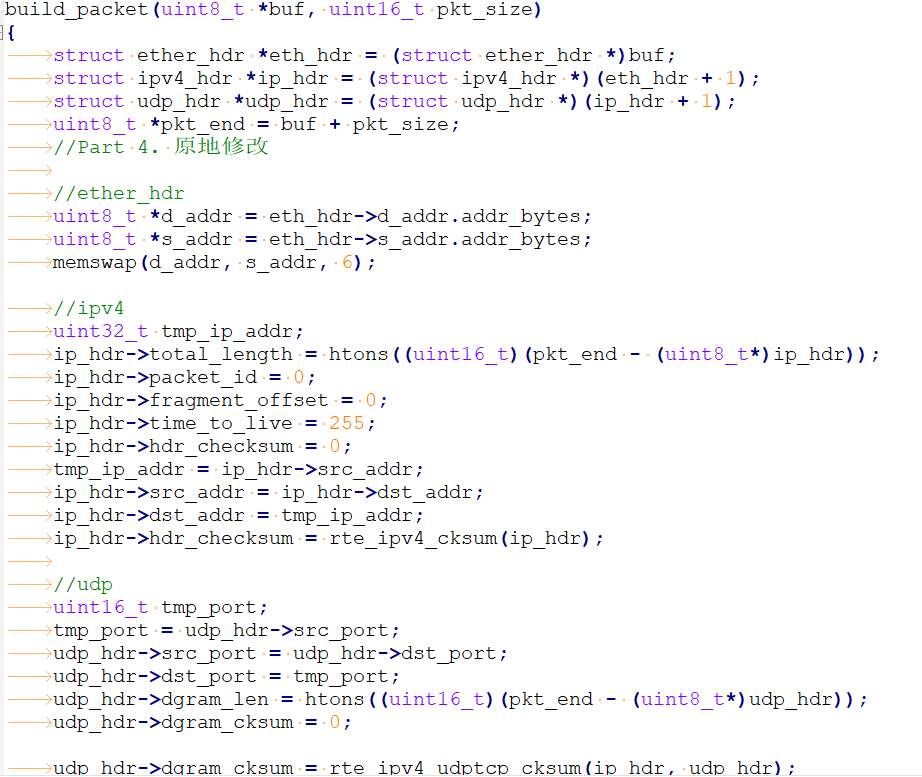 build_packet(uint8_t *buf, uint16_t pkt_size)
{
struct ether_hdr *eth_hdr = (struct ether_hdr *)buf;
struct ipv4_hdr *ip_hdr = (struct ipv4_hdr *)(eth_hdr + 1);
struct udp_hdr *udp_hdr = (struct udp_hdr *)(ip_hdr + 1);
uint8_t *pkt_end = buf + pkt_size;
//Part 4. 原地修改
//ether_hdr
uint8_t *d_addr = eth_hdr->d_addr.addr_bytes;
uint8_t *s_addr = eth_hdr->s_addr.addr_bytes;
memswap(d_addr, s_addr, 6);
//ipv4
uint32_t tmp_ip_addr;
ip_hdr->total_length = htons((uint16_t)(pkt_end - (uint8_t*)ip_hdr));
ip_hdr->packet_id = 0;
ip_hdr->fragment_offset = 0;
ip_hdr->time_to_live = 255;
ip_hdr->hdr_checksum = 0;
tmp_ip_addr = ip_hdr->src_addr;
ip_hdr->src_addr = ip_hdr->dst_addr;
ip_hdr->dst_addr = tmp_ip_addr;
ip_hdr->hdr_checksum = rte_ipv4_cksum(ip_hdr);
//udp
uint16_t tmp_port;
tmp_port = udp_hdr->src_port;
udp_hdr->src_port = udp_hdr->dst_port;
udp_hdr->dst_port = tmp_port;
udp_hdr->dgram_len = htons((uint16_t)(pkt_end - (uint8_t*)udp_hdr));
udp_hdr->dgram_cksum = 0;
udp_hdr->dgram_cksum = rte_ipv4_udptcp_cksum(ip_hdr, udp_hdr);